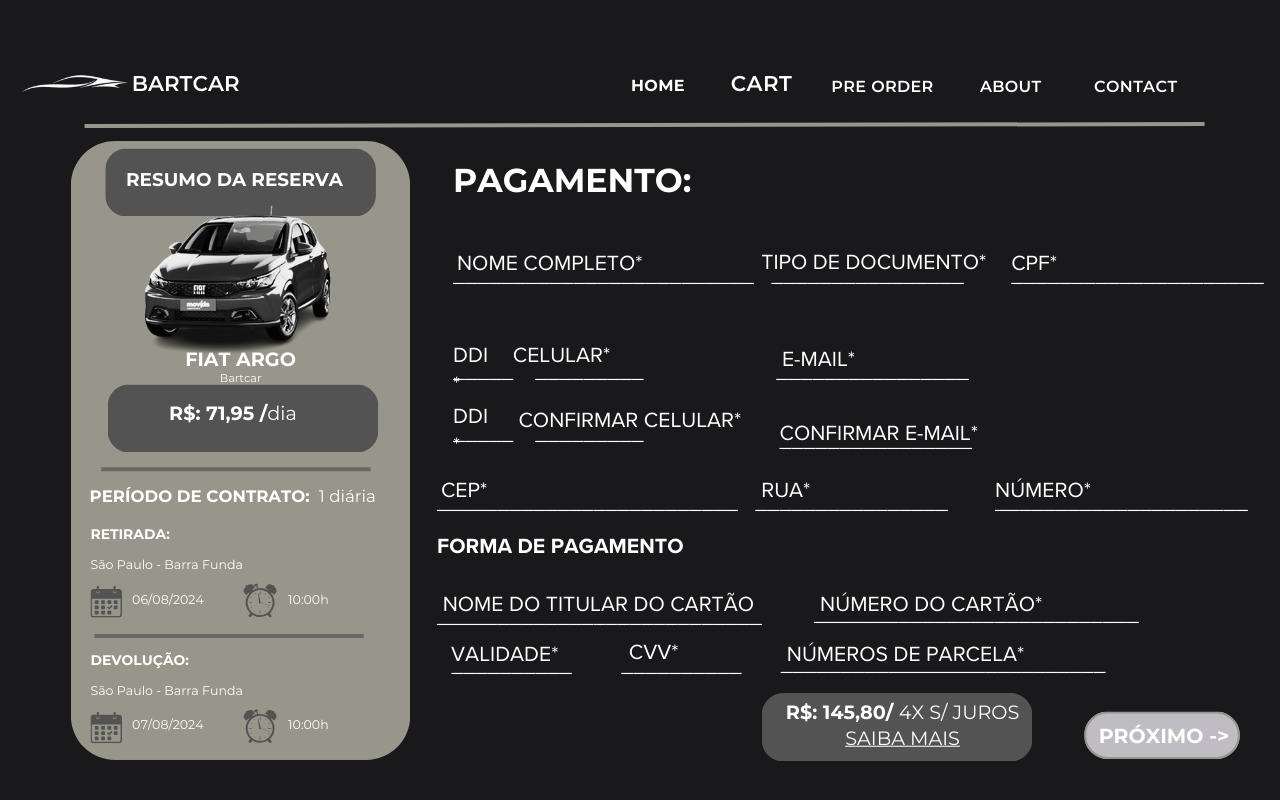 BARTCAR
HOME CART PRE ORDER ABOUT CONTACT
RESUMO DA RESERVA
FIAT
movida
FIAT ARGO
Bartcar
R$: 71,95 /dia
PERÍODO DE CONTRATO: 1 diária
RETIRADA:
São Paulo - Barra Funda
06/08/2024 10:00h
DEVOLUÇÃO:
São Paulo - Barra Funda
07/08/2024 10:00h
PAGAMENTO:
NOME COMPLETO* TIPO DE DOCUMENTO* CPF*
DDI CELULAR* E-MAIL*
*
DDI CONFIRMAR CELULAR* CONFIRMAR E-MAIL*
*
CEP* RUA* NÚMERO*
FORMA DE PAGAMENTO
NOME DO TITULAR DO CARTÃO NÚMERO DO CARTÃO*
VALIDADE* CVV* NÚMEROS DE PARCELA*
R$: 145,80/ 4X S/ JUROS
SAIBA MAIS
PRÓXIMO ->